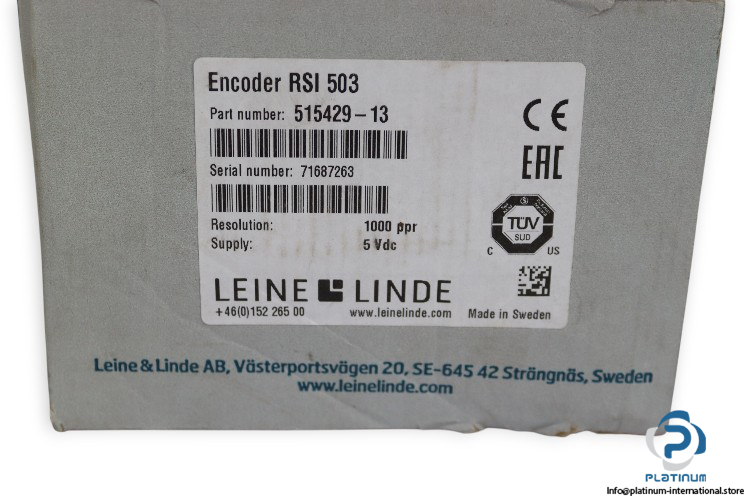 Encoder RSI 503
Part number: 515429-13
Serial number: 71687263
Resolution: 1000 ppr
Supply: 5 Vdc
CE
EAC
TÜV
SUD
C US
LEINE LINDE
+46(0)152 265 00 www.leinelinde.com Made in Sweden
Leine&Linde AB, Västerportsvägen 20, SE-645 42 Strängnäs, Sweden
www.leinelinde.com
PLATINUM
Info@platinum-international.store